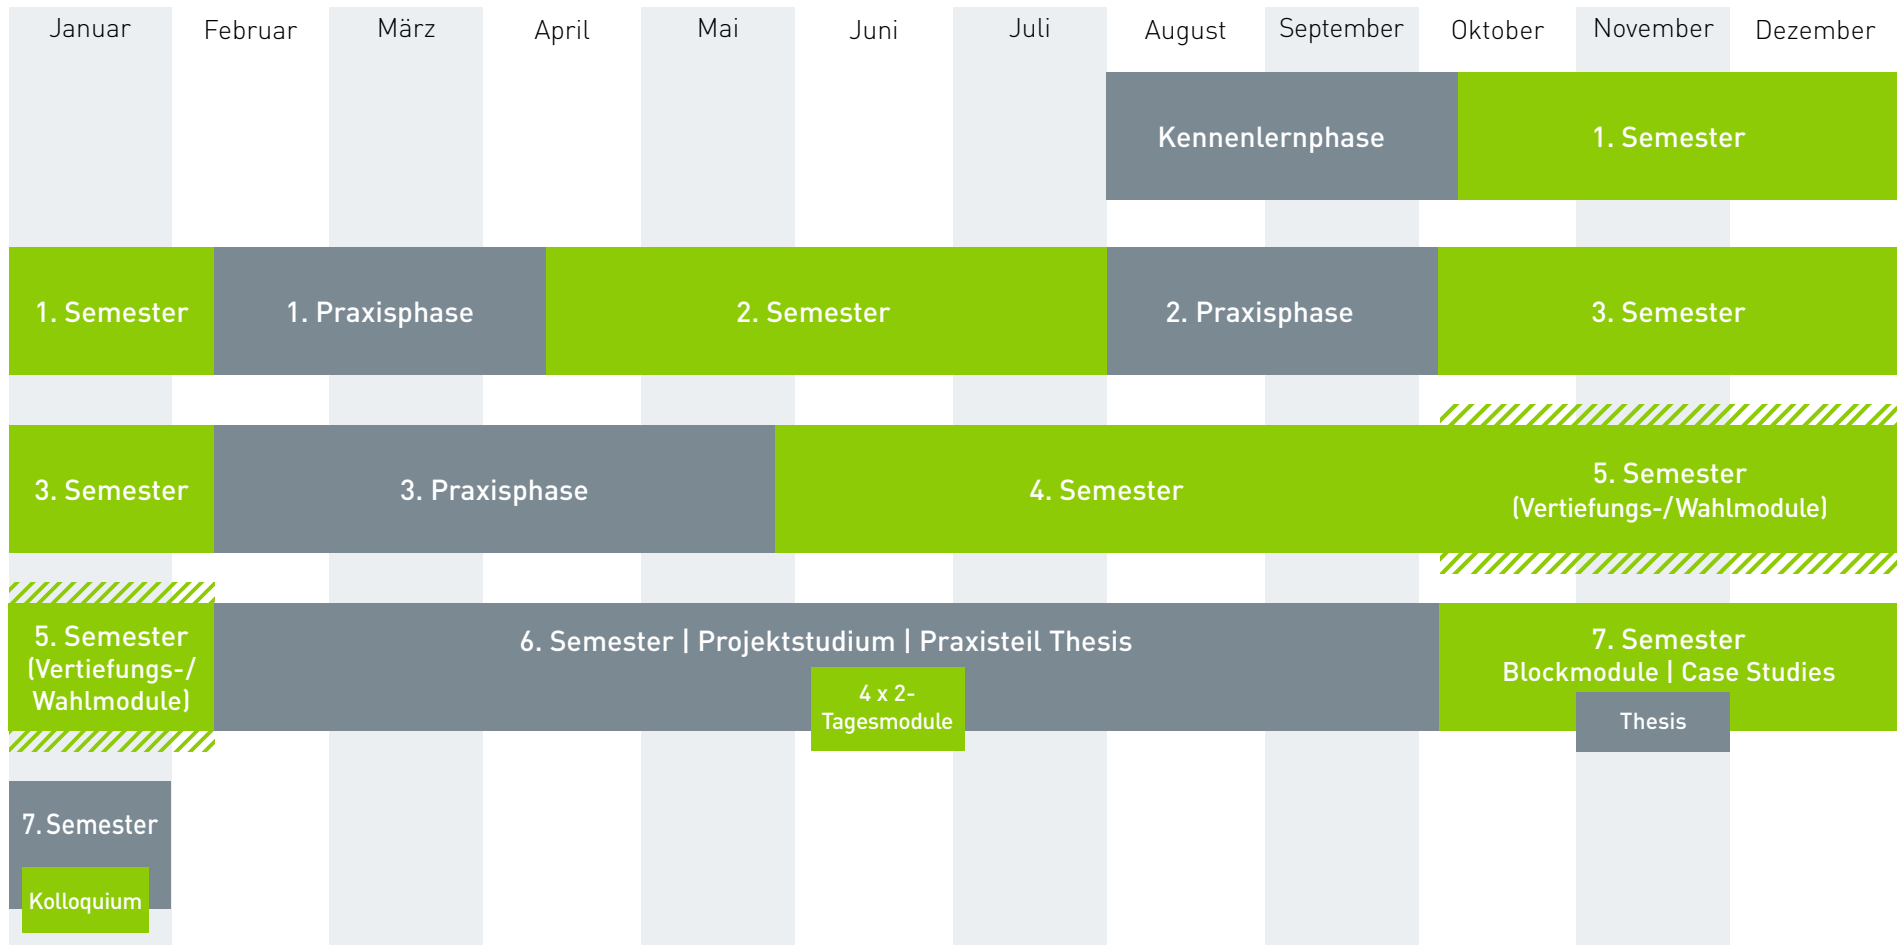 Januar
Februar
März
April
Mai
Juni
Juli
August
September
Oktober
November
Dezember
Kennenlernphase
1. Semester
1. Semester
1. Praxisphase
2. Semester
2. Praxisphase
3. Semester
3. Semester
3. Praxisphase
4. Semester
5. Semester
(Vertiefungs-/Wahlmodule)
5. Semester
(Vertiefungs-/
Wahlmodule)
6. Semester | Projektstudium | Praxisteil Thesis
4 x 2-
Tagesmodule
7. Semester
Blockmodule | Case Studies
Thesis
7. Semester
Kolloquium